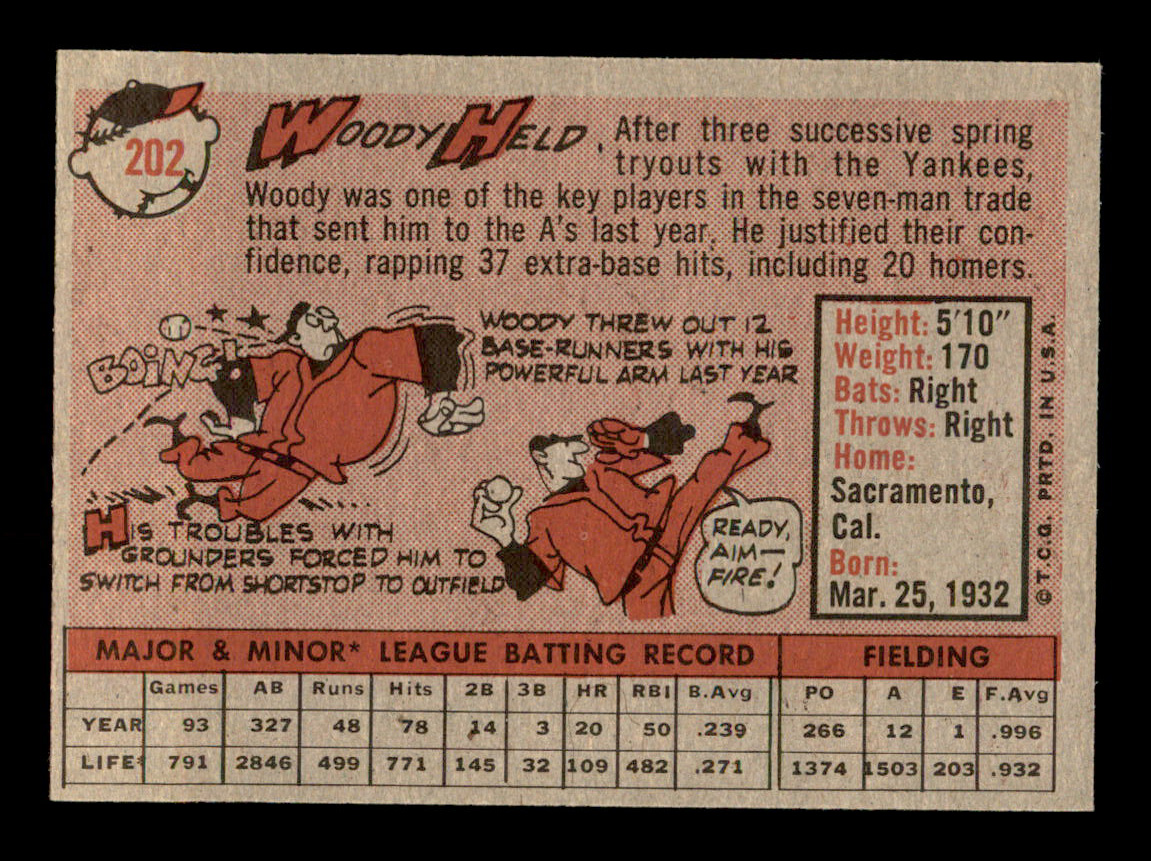 202
WOODY HELD, After three successive spring
tryouts with the Yankees,
Woody was one of the key players in the seven-man trade
that sent him to the A's last year. He justified their con-
fidence, rapping 37 extra-base hits, including 20 homers.
BOING!
WOODY THREW OUT 12
BASE-RUNNERS WITH HIS
POWERFUL ARM LAST YEAR
HIS TROUBLES WITH
GROUNDERS FORCED HIM TO
SWITCH FROM SHORTSTOP TO OUTFIELD
READY,
AIM—
FIRE!
Height: 5'10"
Weight: 170
Bats: Right
Throws: Right
Home:
Sacramento,
Cal.
Born:
Mar. 25, 1932
©T.C.G. PRTD. IN U.S.A.
MAJOR & MINOR* LEAGUE BATTING RECORD FIELDING
Games AB Runs Hits 2B 3B HR RBI B.Avg PO A E F.Avg
YEAR 93 327 48 78 14 3 20 50 .239 266 12 1 .996
LIFE* 791 2846 499 771 145 32 109 482 .271 1374 1503 203 .932